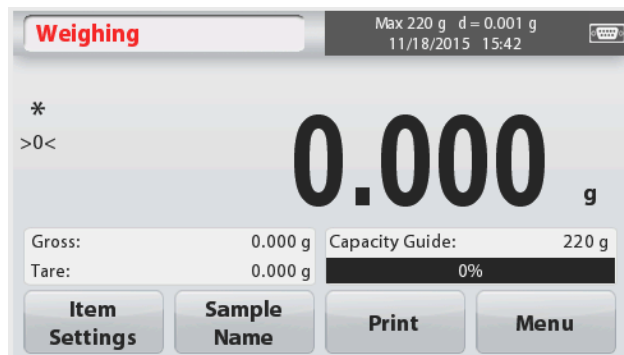 Weighing
Max 220 g d = 0.001 g
11/18/2015 15:42
*
>0<
0.000 g
Gross: 0.000 g
Tare: 0.000 g
Capacity Guide: 220 g
0%
Item
Settings
Sample
Name
Print
Menu